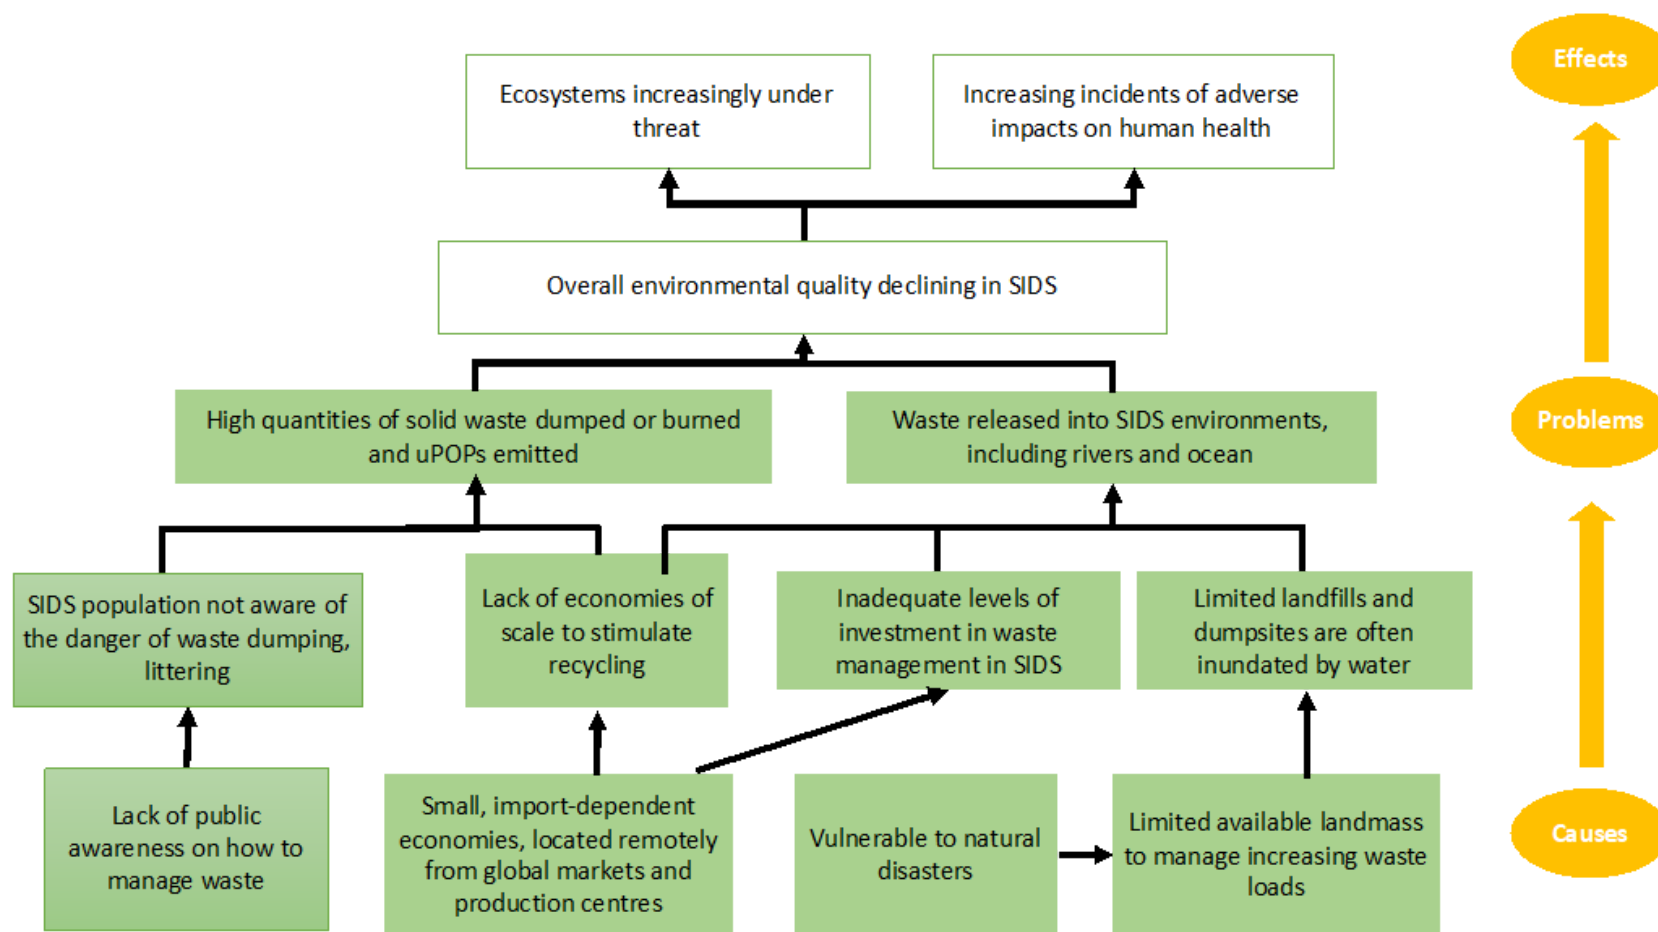 Effects
Ecosystems increasingly under
threat
Increasing incidents of adverse
impacts on human health
Overall environmental quality declining in SIDS
Problems
High quantities of solid waste dumped or burned
and uPOPs emitted
Waste released into SIDS environments,
including rivers and ocean
SIDS population not aware of
the danger of waste dumping,
littering
Lack of economies of
scale to stimulate
recycling
Inadequate levels of
investment in waste
management in SIDS
Limited landfills and
dumpsites are often
inundated by water
Lack of public
awareness on how to
manage waste
Small, import-dependent
economies, located remotely
from global markets and
production centres
Vulnerable to natural
disasters
Limited available landmass
to manage increasing waste
loads
Causes